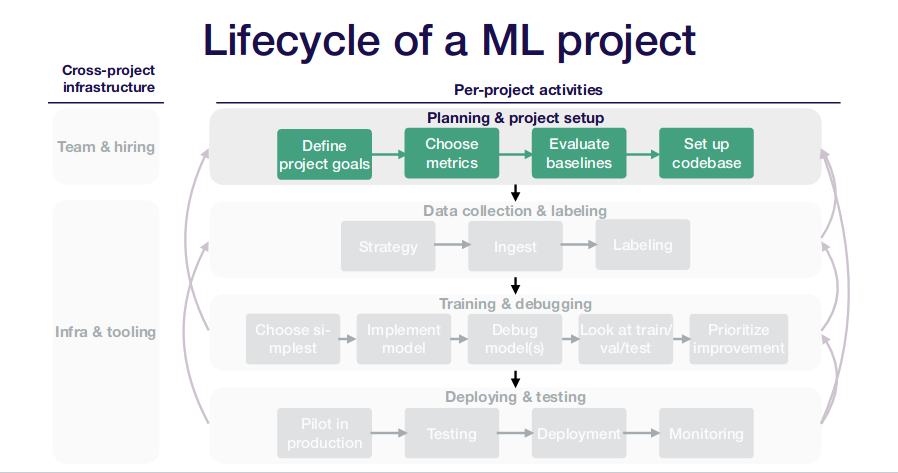 Lifecycle of a ML project
Cross-project
infrastructure
Per-project activities
Team & hiring
Planning & project setup
Define
project goals
Choose
metrics
Evaluate
baselines
Set up
codebase
Infra & tooling
Data collection & labeling
Strategy
Ingest
Labeling
Training & debugging
Choose si-
mplest
Implement
model
Debug
model(s)
Look at train/
val/test
Prioritize
improvement
Deploying & testing
Pilot in
production
Testing
Deployment
Monitoring